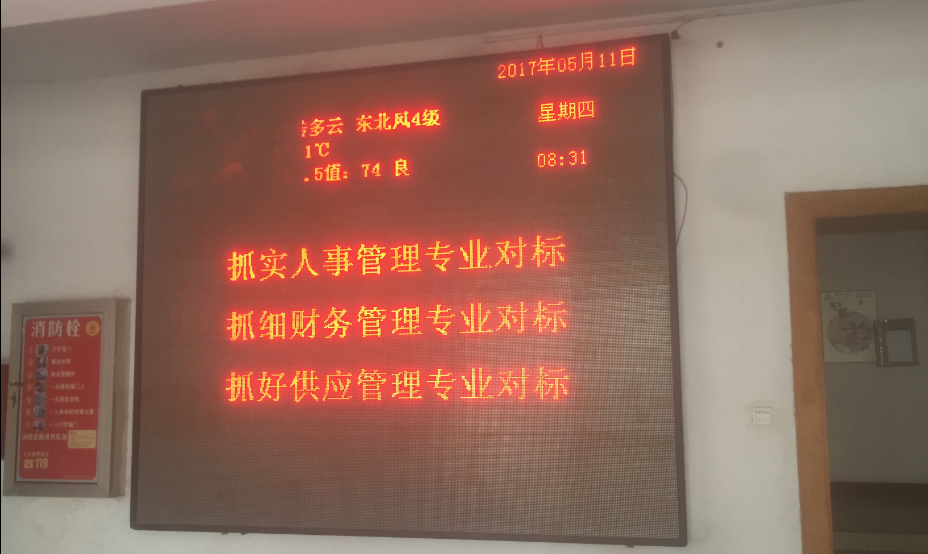 2017年05月11日
多云 东北风4级
星期四
1℃
08:31
.5值: 74 良
抓实人事管理专业对标
抓细财务管理专业对标
抓好供应管理专业对标
消防栓
119